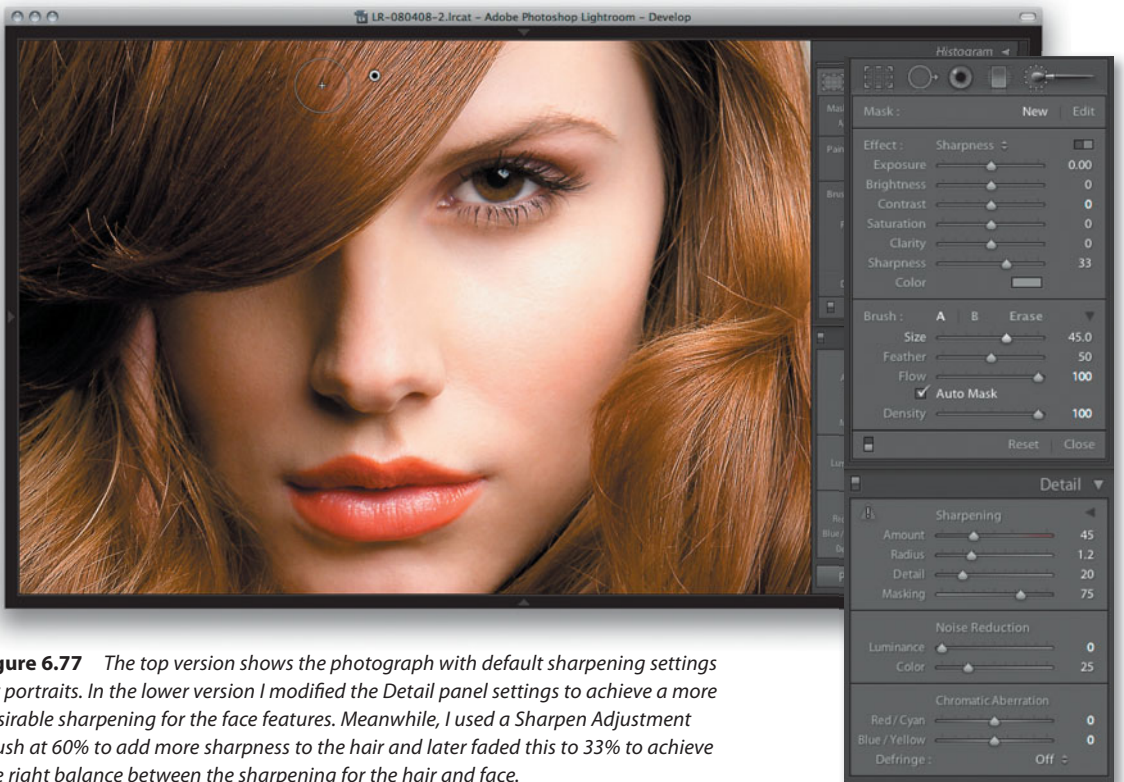 LR-080408-2.lrcat – Adobe Photoshop Lightroom – Develop
Histogram
Mask : New Edit
Effect : Sharpness
Exposure 0.00
Brightness 0
Contrast 0
Saturation 0
Clarity 0
Sharpness 33
Color
Brush : A B Erase
Size 45.0
Feather 50
Flow 100
Auto Mask
Density 100
Reset Close
Detail
Sharpening
Amount 45
Radius 1.2
Detail 20
Masking 75
Noise Reduction
Luminance 0
Color 25
Chromatic Aberration
Red / Cyan 0
Blue / Yellow 0
Defringe : Off
gure 6.77 The top version shows the photograph with default sharpening settings
portraits. In the lower version I modified the Detail panel settings to achieve a more
sirable sharpening for the face features. Meanwhile, I used a Sharpen Adjustment
ush at 60% to add more sharpness to the hair and later faded this to 33% to achieve
e right balance between the sharpening for the hair and face.